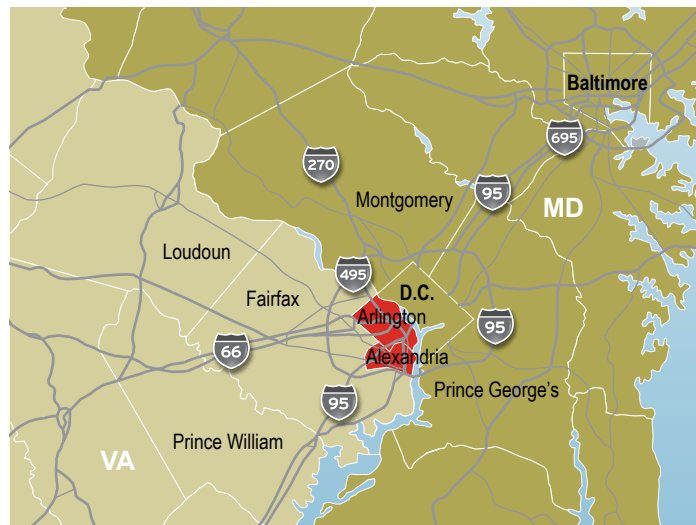 Baltimore
695
270
95
Montgomery
MD
Loudoun
495
D.C.
Fairfax
Arlington
95
66
Alexandria
Prince George's
95
Prince William
VA